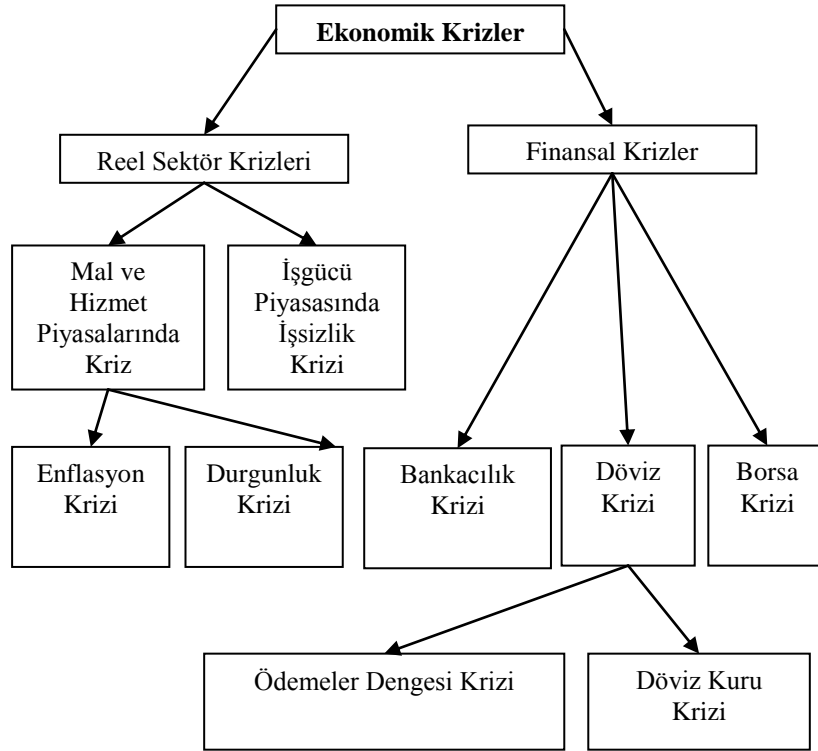 Ekonomik Krizler
Reel Sektör Krizleri
Finansal Krizler
Mal ve
Hizmet
Piyasalarında
Kriz
İşgücü
Piyasasında
İşsizlik
Krizi
Enflasyon
Krizi
Durgunluk
Krizi
Bankacılık
Krizi
Döviz
Krizi
Borsa
Krizi
Ödemeler Dengesi Krizi
Döviz Kuru
Krizi